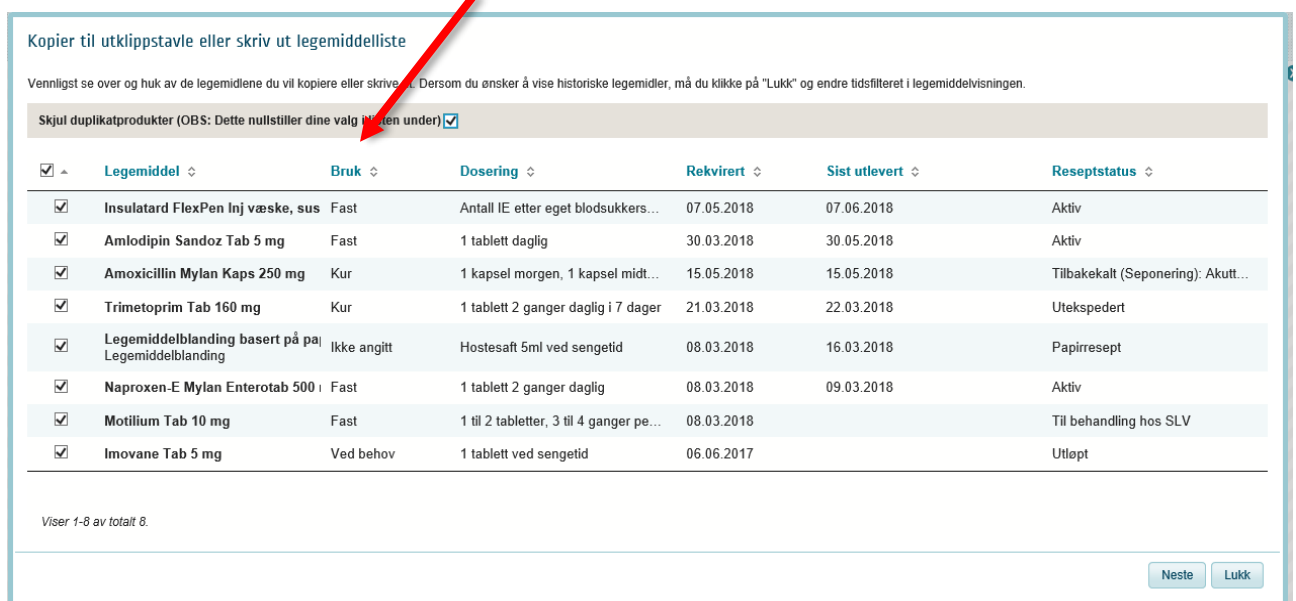 Kopier til utklippstavle eller skriv ut legemiddelliste
Vennligst se over og huk av de legemidlene du vil kopiere eller skrive Dersom du ønsker å vise historiske legemidler, må du klikke på "Lukk" og endre tidsfilteret i legemiddelvisningen.
Skjul duplikatprodukter (OBS: Dette nullstiller dine valg under)
Legemiddel Bruk Dosering Rekvirert Sist utlevert Reseptstatus
Insulatard FlexPen Inj væske, sus Fast Antall IE etter eget blodsukkers... 07.05.2018 07.06.2018 Aktiv
Amlodipin Sandoz Tab 5 mg Fast 1 tablett daglig 30.03.2018 30.05.2018 Aktiv
Amoxicillin Mylan Kaps 250 mg Kur 1 kapsel morgen, 1 kapsel midt... 15.05.2018 15.05.2018 Tilbakekalt (Seponering): Akutt...
Trimetoprim Tab 160 mg Kur 1 tablett 2 ganger daglig i 7 dager 21.03.2018 22.03.2018 Utekspedert
Legemiddelblanding basert på pa Ikke angitt Hostesaft 5ml ved sengetid 08.03.2018 16.03.2018 Papirresept
Legemiddelblanding
Naproxen-E Mylan Enterotab 500 Fast 1 tablett 2 ganger daglig 08.03.2018 09.03.2018 Aktiv
Motilium Tab 10 mg Fast 1 til 2 tabletter, 3 til 4 ganger pe... 08.03.2018 Til behandling hos SLV
Imovane Tab 5 mg Ved behov 1 tablett ved sengetid 06.06.2017 Utløpt
Viser 1-8 av totalt 8.
Neste Lukk